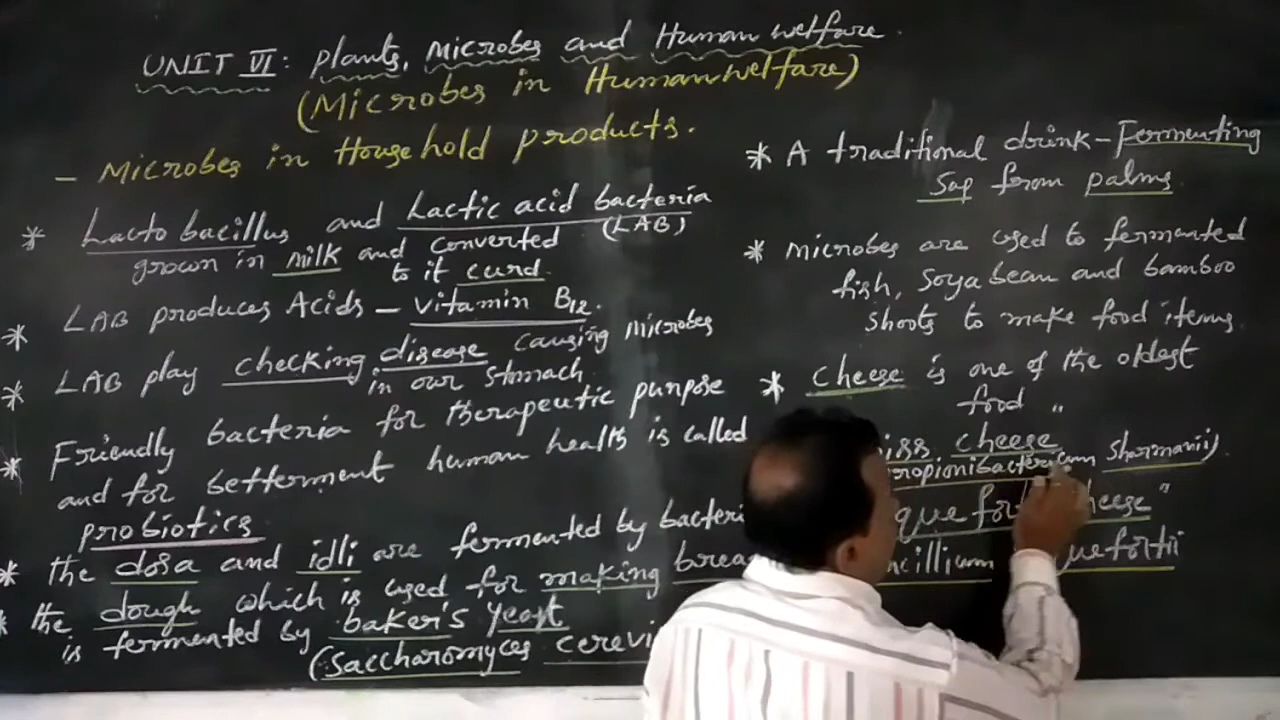 UNIT VI: plants, Microbes and Human welfare.
(Microbes in Human welfare)
- Microbes in Household products.
* Lacto bacillus and Lactic acid bacteria
(LAB)
grown in milk and converted
to it curd.
* LAB produces Acids - vitamin B12.
* LAB play checking disease causing microbes
in our stomach
* Friendly bacteria for therapeutic purpose
and for betterment human health is called
probiotics
* the dosa and idli are fermented by
* the dough which is used for making
is fermented by baker's yeast
(Saccharomyces
* A traditional drink - Fermenting
Sap from palms.
* microbes are used to fermented
fish, Soya bean and bamboo
shoots to make food items.
* Cheese is one of the oldest
food "
cheese
Sharmanii)